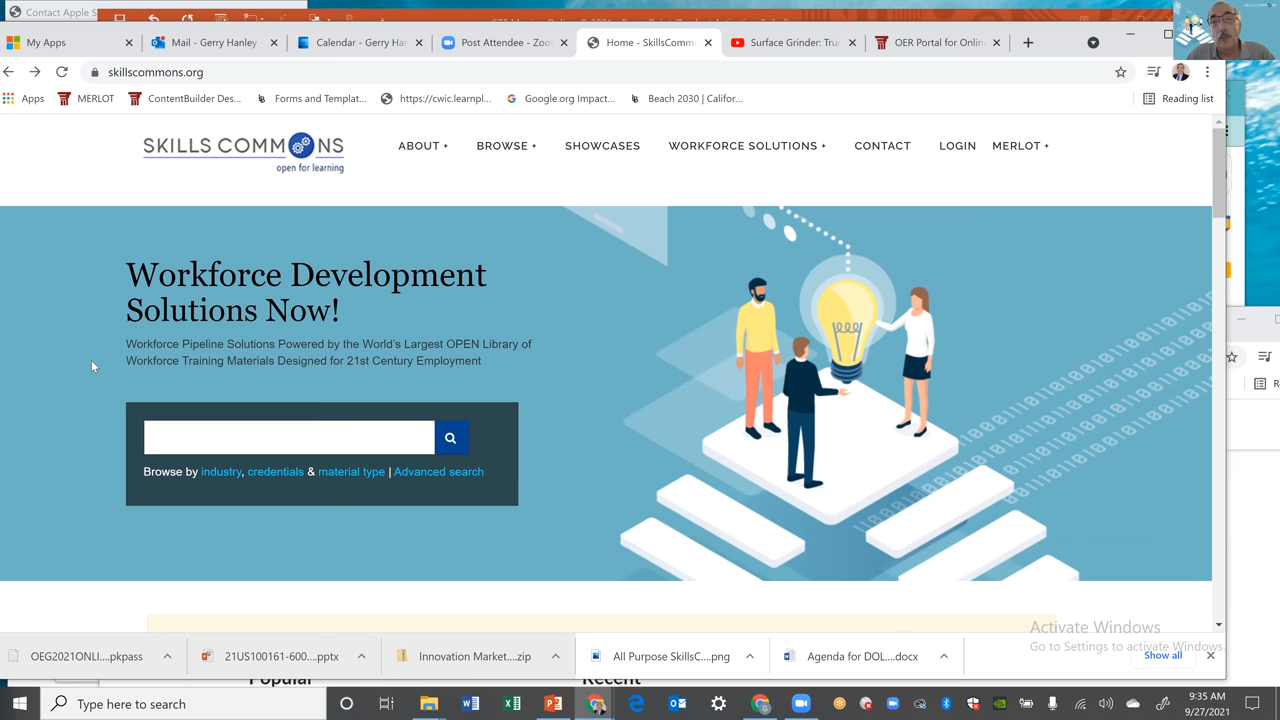 Contact Apple S
My Apps
Mail - Gerry Hanley
Calendar - Gerry Han
Post Attendee - Zoo
Home - SkillsComm
Surface Grinder: Trui
OER Portal for Onlin
skillscommons.org
Apps
MERLOT
ContentBuilder Des...
Forms and Templat...
https://cwic.learnpl...
Google.org Impact...
Beach 2030 | Califor...
Reading list
SKILLS COMMONS
open for learning
ABOUT +
BROWSE +
SHOWCASES
WORKFORCE SOLUTIONS +
CONTACT
LOGIN
MERLOT +
Workforce Development
Solutions Now!
Workforce Pipeline Solutions Powered by the World's Largest OPEN Library of
Workforce Training Materials Designed for 21st Century Employment
Browse by industry, credentials & material type | Advanced search
Activate Windows
Go to Settings to activate Windows.
OEG2021ONLI....pkpass
21US100161-600....pptx
Innov...market....zip
All Purpose SkillsC....png
Agenda for DOL....docx
Show all
Popular
Recent
Type here to search
9:35 AM
9/27/2021